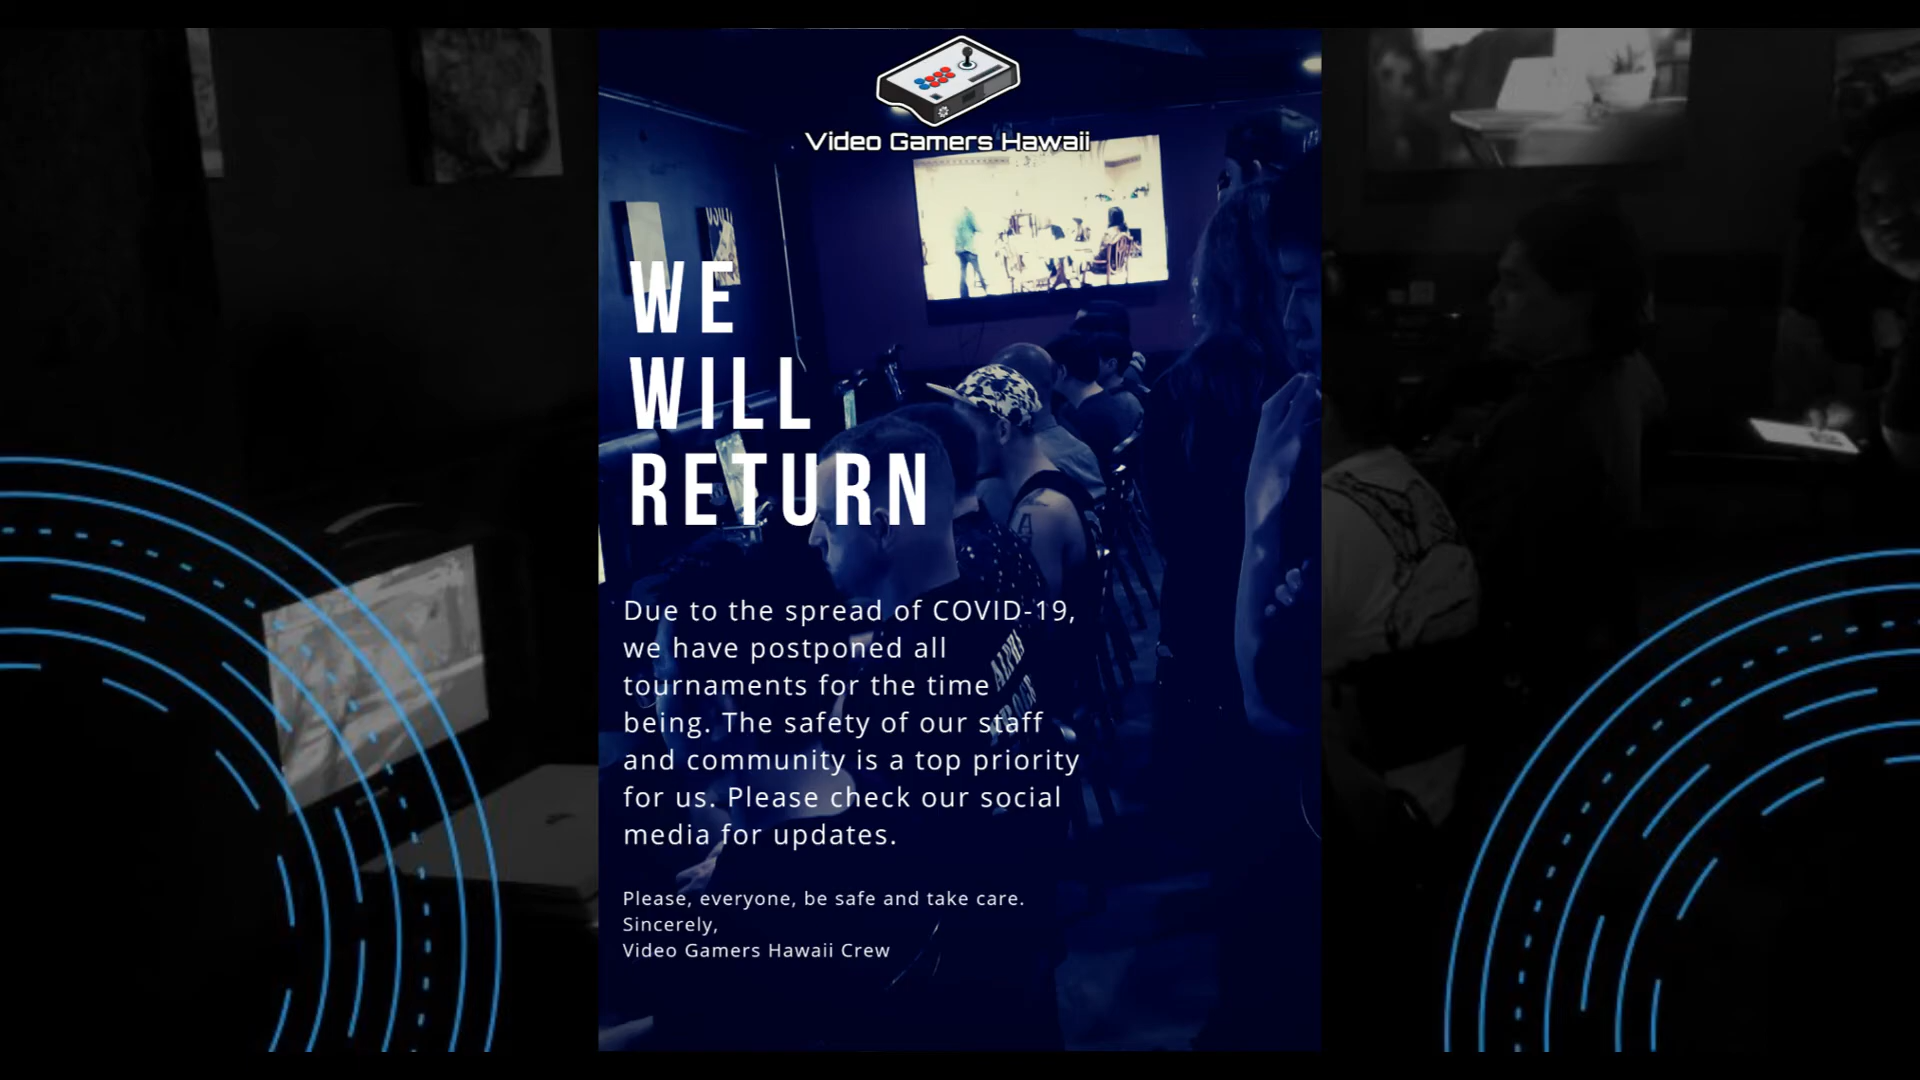 Video Gamers Hawaii
WE
WILL
RETURN
Due to the spread of COVID-19,
we have postponed all
tournaments for the time
being. The safety of our staff
and community is a top priority
for us. Please check our social
media for updates.
Please, everyone, be safe and take care.
Sincerely,
Video Gamers Hawaii Crew